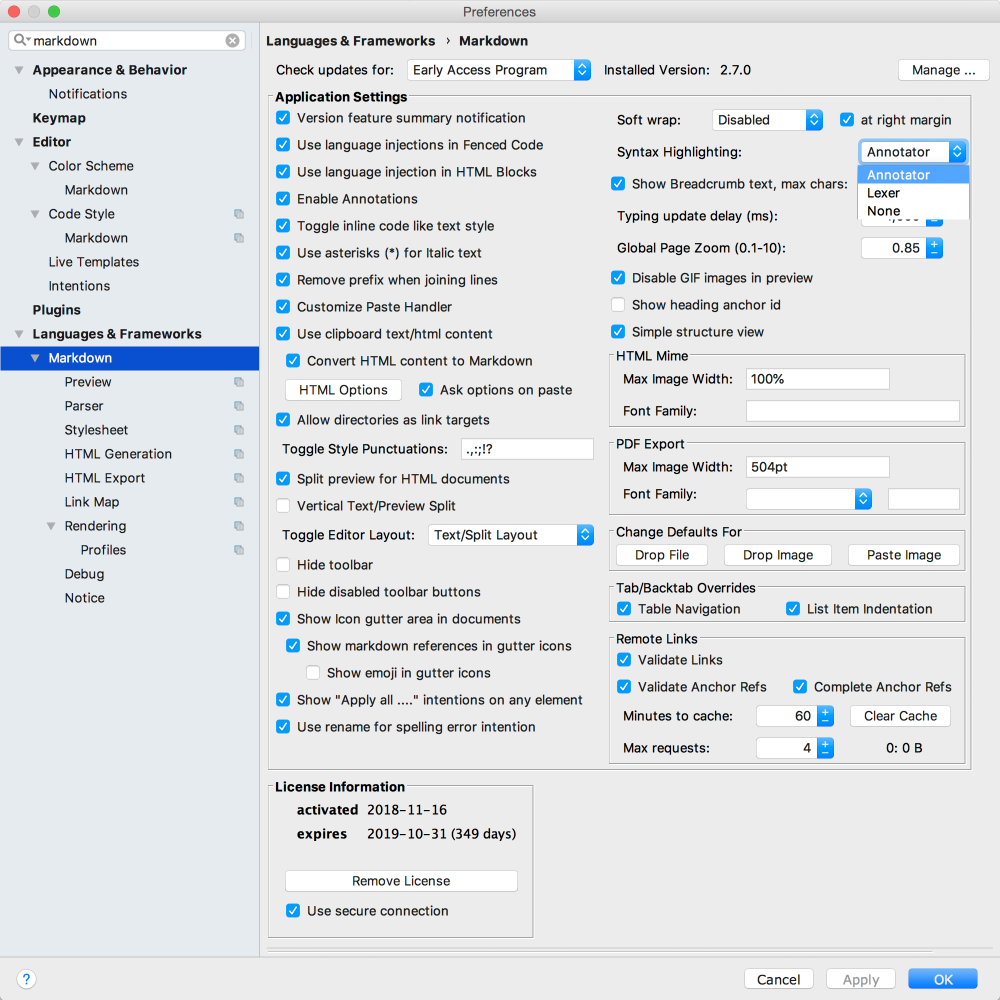 Preferences
markdown
Appearance & Behavior
Notifications
Keymap
Editor
Color Scheme
Markdown
Code Style
Markdown
Live Templates
Intentions
Plugins
Languages & Frameworks
Markdown
Preview
Parser
Stylesheet
HTML Generation
HTML Export
Link Map
Rendering
Profiles
Debug
Notice
Languages & Frameworks › Markdown
Check updates for: Early Access Program Installed Version: 2.7.0 Manage ...
Application Settings
Version feature summary notification
Use language injections in Fenced Code
Use language injection in HTML Blocks
Enable Annotations
Toggle inline code like text style
Use asterisks (*) for Italic text
Remove prefix when joining lines
Customize Paste Handler
Use clipboard text/html content
Convert HTML content to Markdown
HTML Options Ask options on paste
Allow directories as link targets
Toggle Style Punctuations: .,:;!?
Split preview for HTML documents
Vertical Text/Preview Split
Toggle Editor Layout: Text/Split Layout
Hide toolbar
Hide disabled toolbar buttons
Show Icon gutter area in documents
Show markdown references in gutter icons
Show emoji in gutter icons
Show "Apply all ...." intentions on any element
Use rename for spelling error intention
Soft wrap: Disabled at right margin
Syntax Highlighting: Annotator
Annotator
Lexer
None
Show Breadcrumb text, max chars:
Typing update delay (ms):
Global Page Zoom (0.1-10): 0.85
Disable GIF images in preview
Show heading anchor id
Simple structure view
HTML Mime
Max Image Width: 100%
Font Family:
PDF Export
Max Image Width: 504pt
Font Family:
Change Defaults For
Drop File Drop Image Paste Image
Tab/Backtab Overrides
Table Navigation List Item Indentation
Remote Links
Validate Links
Validate Anchor Refs Complete Anchor Refs
Minutes to cache: 60 Clear Cache
Max requests: 4 0: 0 B
License Information
activated 2018-11-16
expires 2019-10-31 (349 days)
Remove License
Use secure connection
? Cancel Apply OK